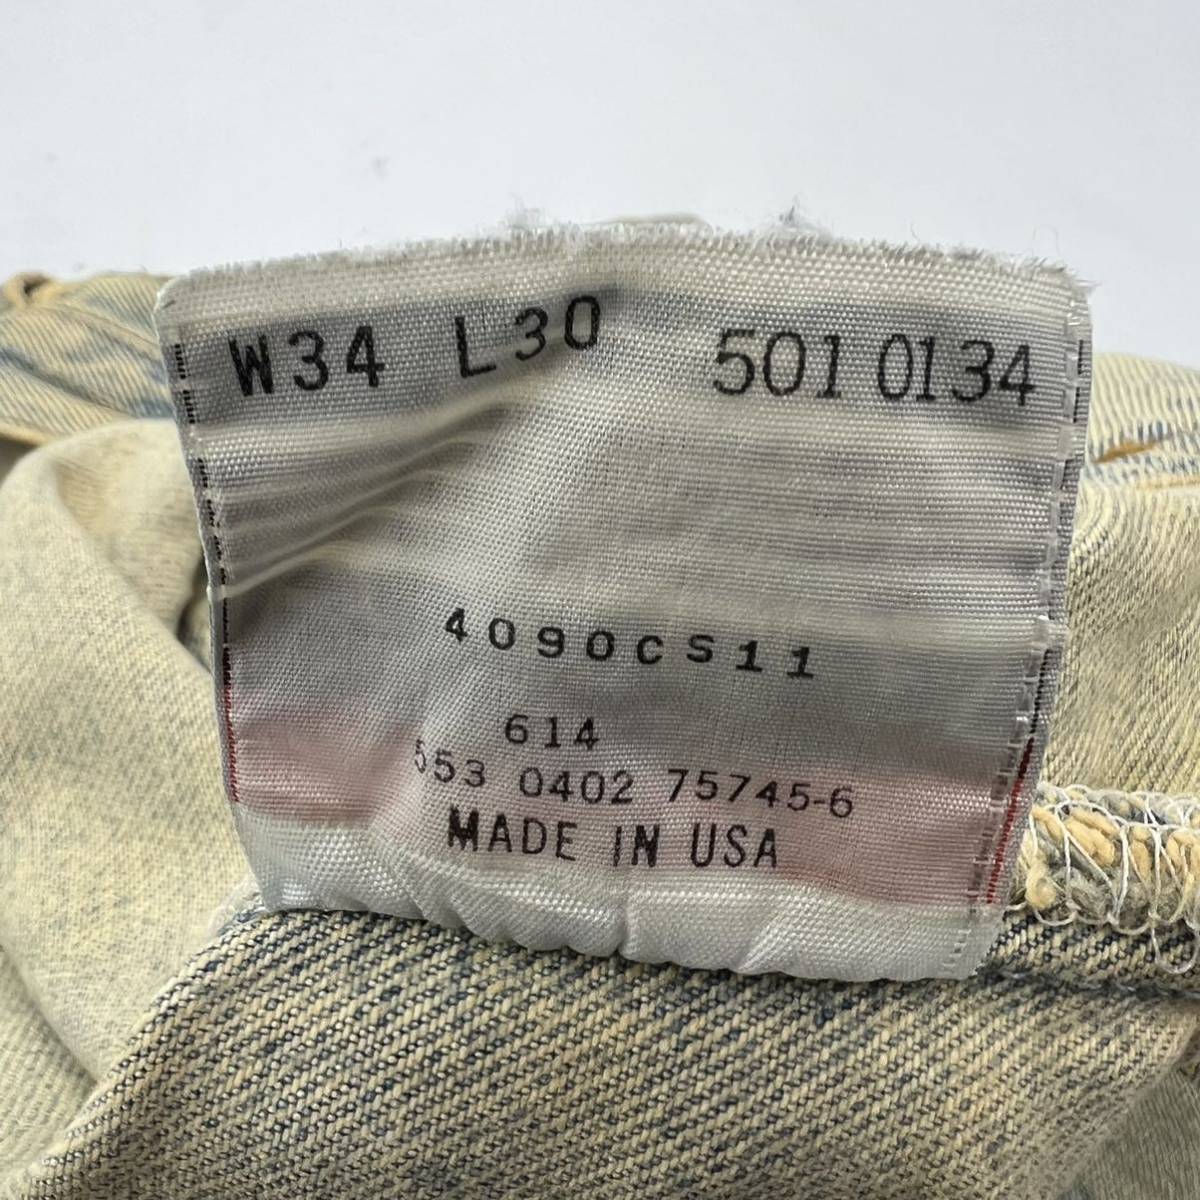 W34 L30 501 0134
4090CS11
614
553 0402 75745-6
MADE IN USA